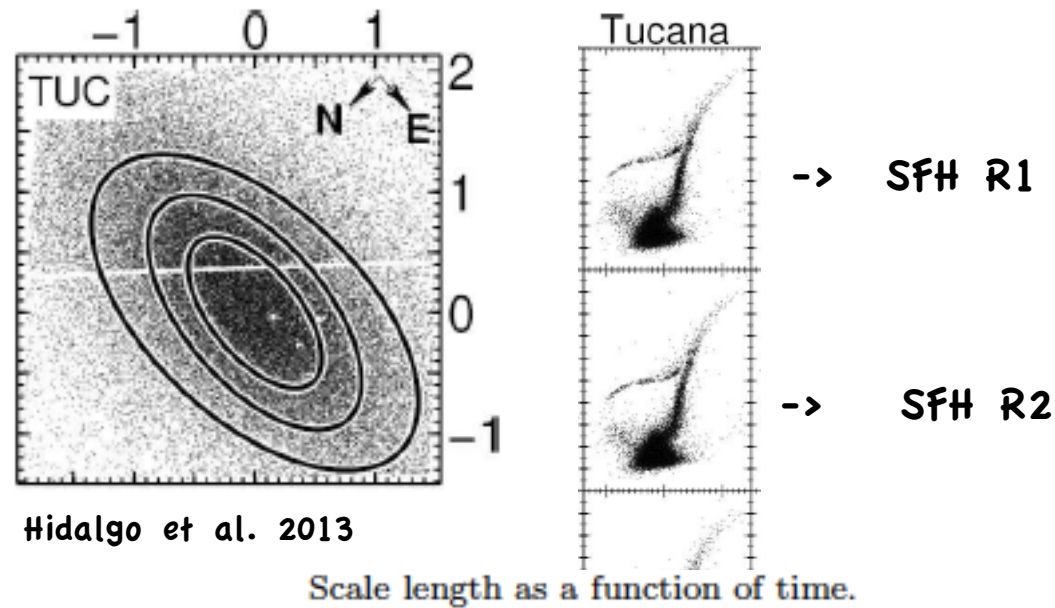 −1 0 1
TUC
N
E
2
1
0
−1
Tucana
-> SFH R1
-> SFH R2
Hidalgo et al. 2013
Scale length as a function of time.